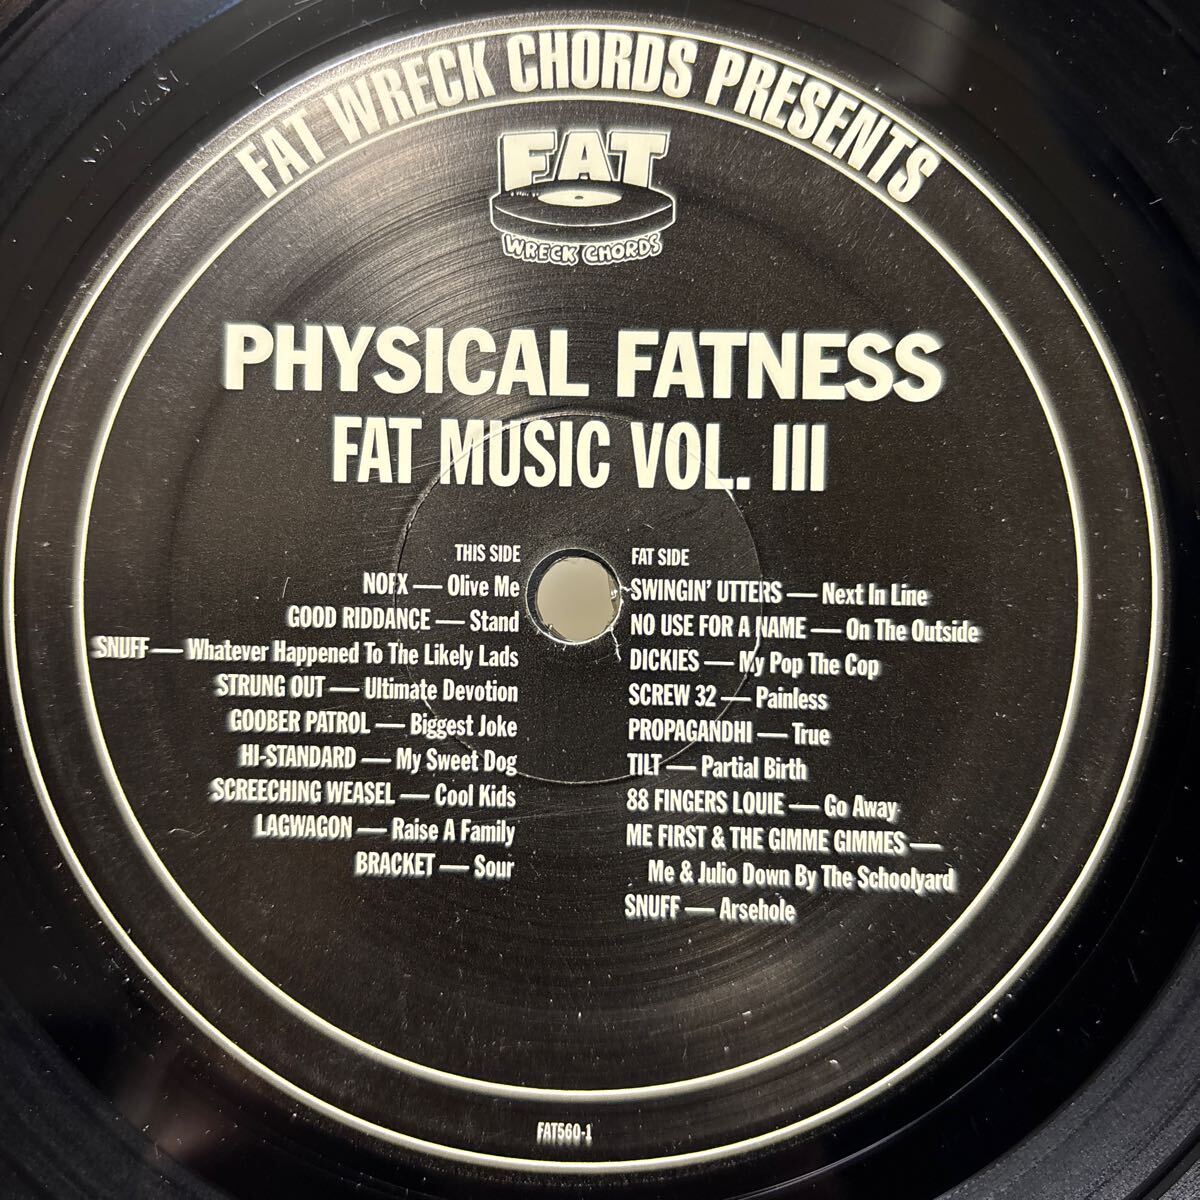 FAT WRECK CHORDS PRESENTS
FAT
WRECK CHORDS
PHYSICAL FATNESS
FAT MUSIC VOL. III
THIS SIDE
NOFX — Olive Me
GOOD RIDDANCE — Stand
SNUFF — Whatever Happened To The Likely Lads
STRUNG OUT — Ultimate Devotion
GOOBER PATROL — Biggest Joke
HI-STANDARD — My Sweet Dog
SCREECHING WEASEL — Cool Kids
LAGWAGON — Raise A Family
BRACKET — Sour
FAT SIDE
SWINGIN' UTTERS — Next In Line
NO USE FOR A NAME — On The Outside
DICKIES — My Pop The Cop
SCREW 32 — Painless
PROPAGANDHI — True
TILT — Partial Birth
88 FINGERS LOUIE — Go Away
ME FIRST & THE GIMME GIMMES —
Me & Julio Down By The Schoolyard
SNUFF — Arsehole
FAT560-1